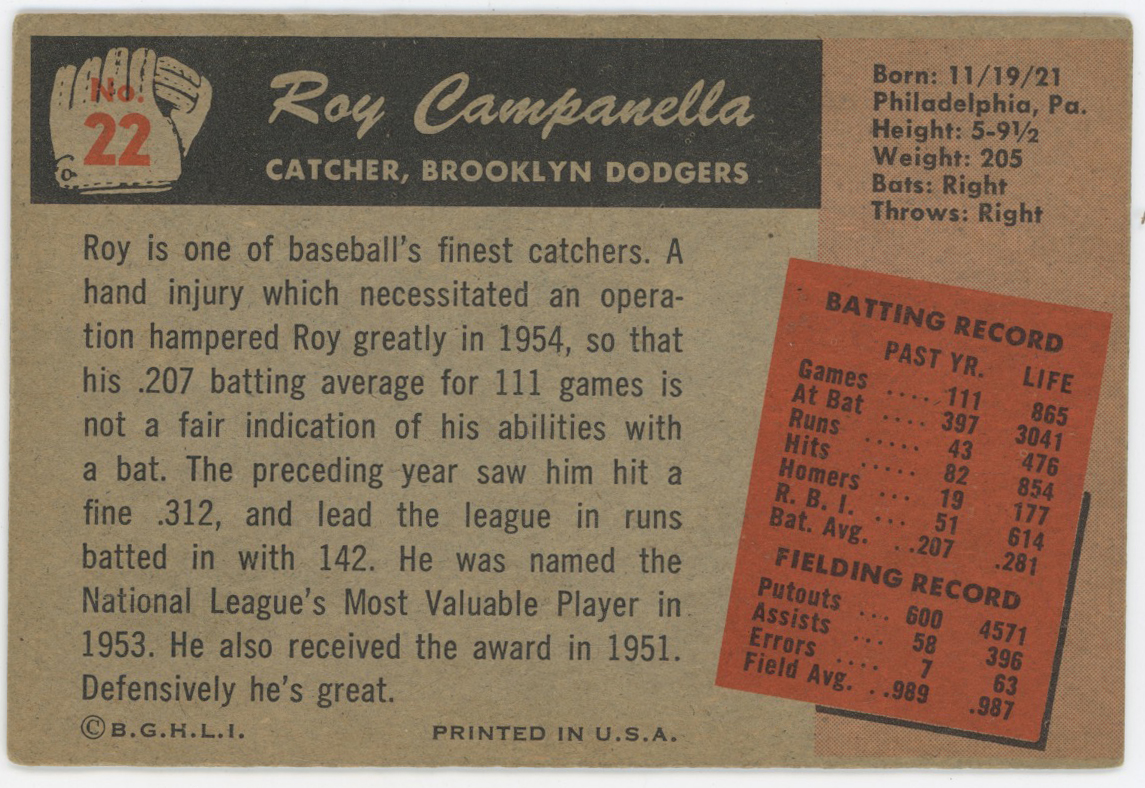 No.
22
Roy Campanella
CATCHER, BROOKLYN DODGERS
Born: 11/19/21
Philadelphia, Pa.
Height: 5-9½
Weight: 205
Bats: Right
Throws: Right
Roy is one of baseball's finest catchers. A
hand injury which necessitated an opera-
tion hampered Roy greatly in 1954, so that
his .207 batting average for 111 games is
not a fair indication of his abilities with
a bat. The preceding year saw him hit a
fine .312, and lead the league in runs
batted in with 142. He was named the
National League's Most Valuable Player in
1953. He also received the award in 1951.
Defensively he's great.
©B.G.H.L.I.
PRINTED IN U.S.A.
BATTING RECORD
PAST YR. LIFE
Games .... 111 865
At Bat .... 397 3041
Runs ..... 43 476
Hits ..... 82 854
Homers ... 19 177
R. B. I. ... 51 614
Bat. Avg. ..207 .281
FIELDING RECORD
Putouts ... 600 4571
Assists ... 58 396
Errors .... 7 63
Field Avg. ..989 .987